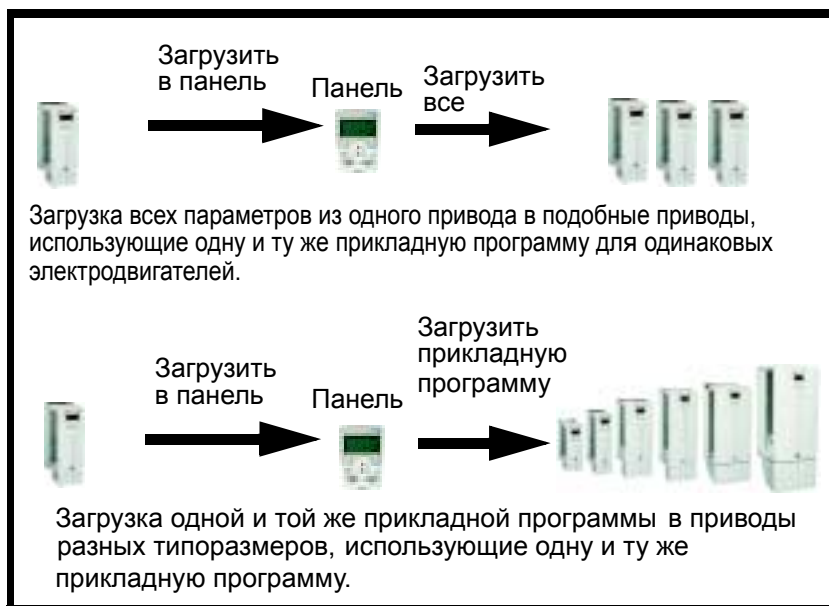 Загрузить
в панель
Панель
Загрузить
все
Загрузка всех параметров из одного привода в подобные приводы,
использующие одну и ту же прикладную программу для одинаковых
электродвигателей.
Загрузить
в панель
Панель
Загрузить
прикладную
программу
Загрузка одной и той же прикладной программы в приводы
разных типоразмеров, использующие одну и ту же
прикладную программу.